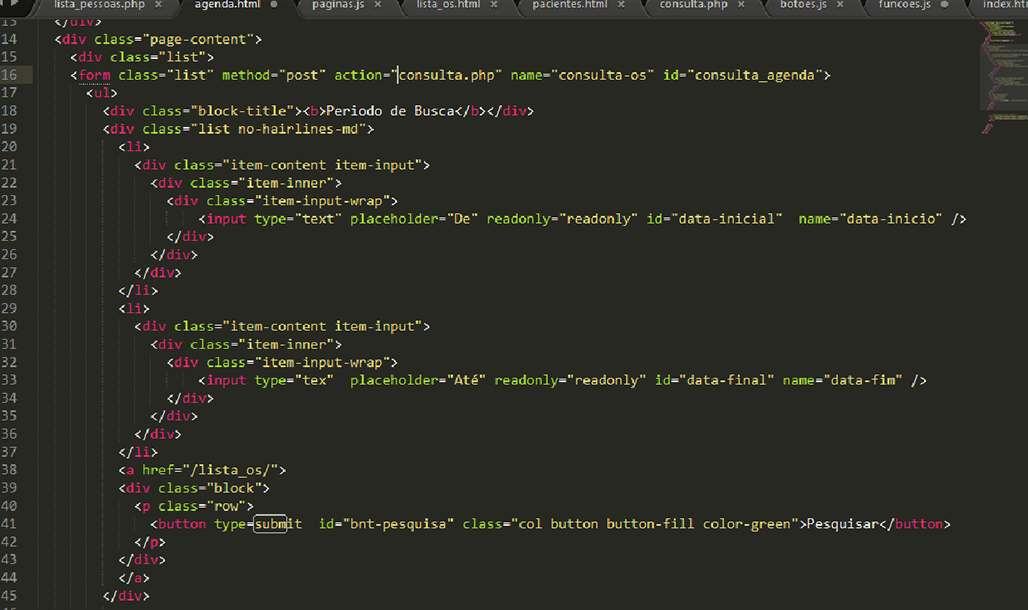 lista_pessoas.php × agenda.html paginas.js × lista_os.html × pacientes.html × consulta.php × botoes.js × funcoes.js index.ht
13 </div>
14 <div class="page-content">
15 <div class="list">
16 <form class="list" method="post" action="consulta.php" name="consulta-os" id="consulta_agenda">
17 <ul>
18 <div class="block-title"><b>Periodo de Busca</b></div>
19 <div class="list no-hairlines-md">
20 <li>
21 <div class="item-content item-input">
22 <div class="item-inner">
23 <div class="item-input-wrap">
24 <input type="text" placeholder="De" readonly="readonly" id="data-inicial"  name="data-inicio" />
25 </div>
26 </div>
27 </div>
28 </li>
29 <li>
30 <div class="item-content item-input">
31 <div class="item-inner">
32 <div class="item-input-wrap">
33 <input type="tex"  placeholder="Até" readonly="readonly" id="data-final" name="data-fim" />
34 </div>
35 </div>
36 </div>
37 </li>
38 <a href="/lista_os/">
39 <div class="block">
40 <p class="row">
41 <button type=submit  id="bnt-pesquisa" class="col button button-fill color-green">Pesquisar</button>
42 </p>
43 </div>
44 </a>
45 </div>